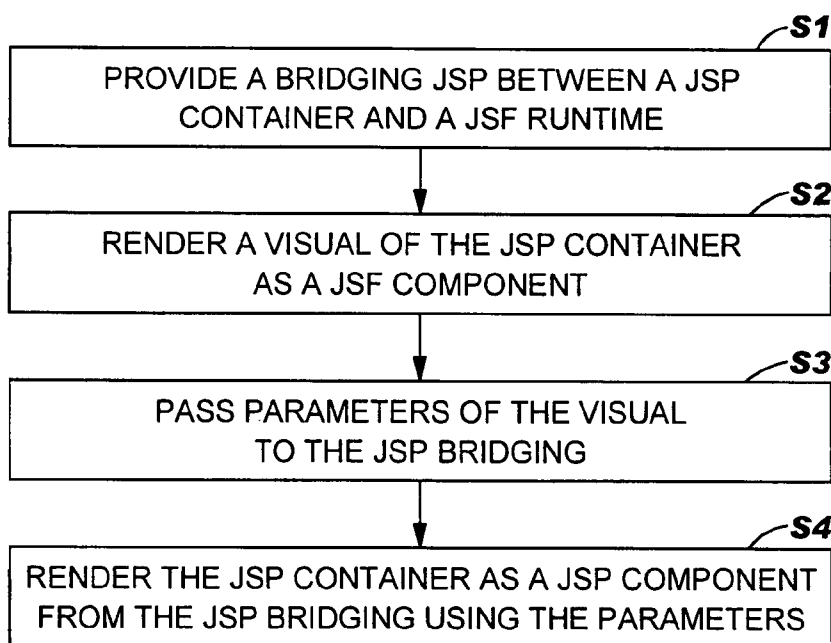 S1
PROVIDE A BRIDGING JSP BETWEEN A JSP
CONTAINER AND A JSF RUNTIME
S2
RENDER A VISUAL OF THE JSP CONTAINER
AS A JSF COMPONENT
S3
PASS PARAMETERS OF THE VISUAL
TO THE JSP BRIDGING
S4
RENDER THE JSP CONTAINER AS A JSP COMPONENT
FROM THE JSP BRIDGING USING THE PARAMETERS